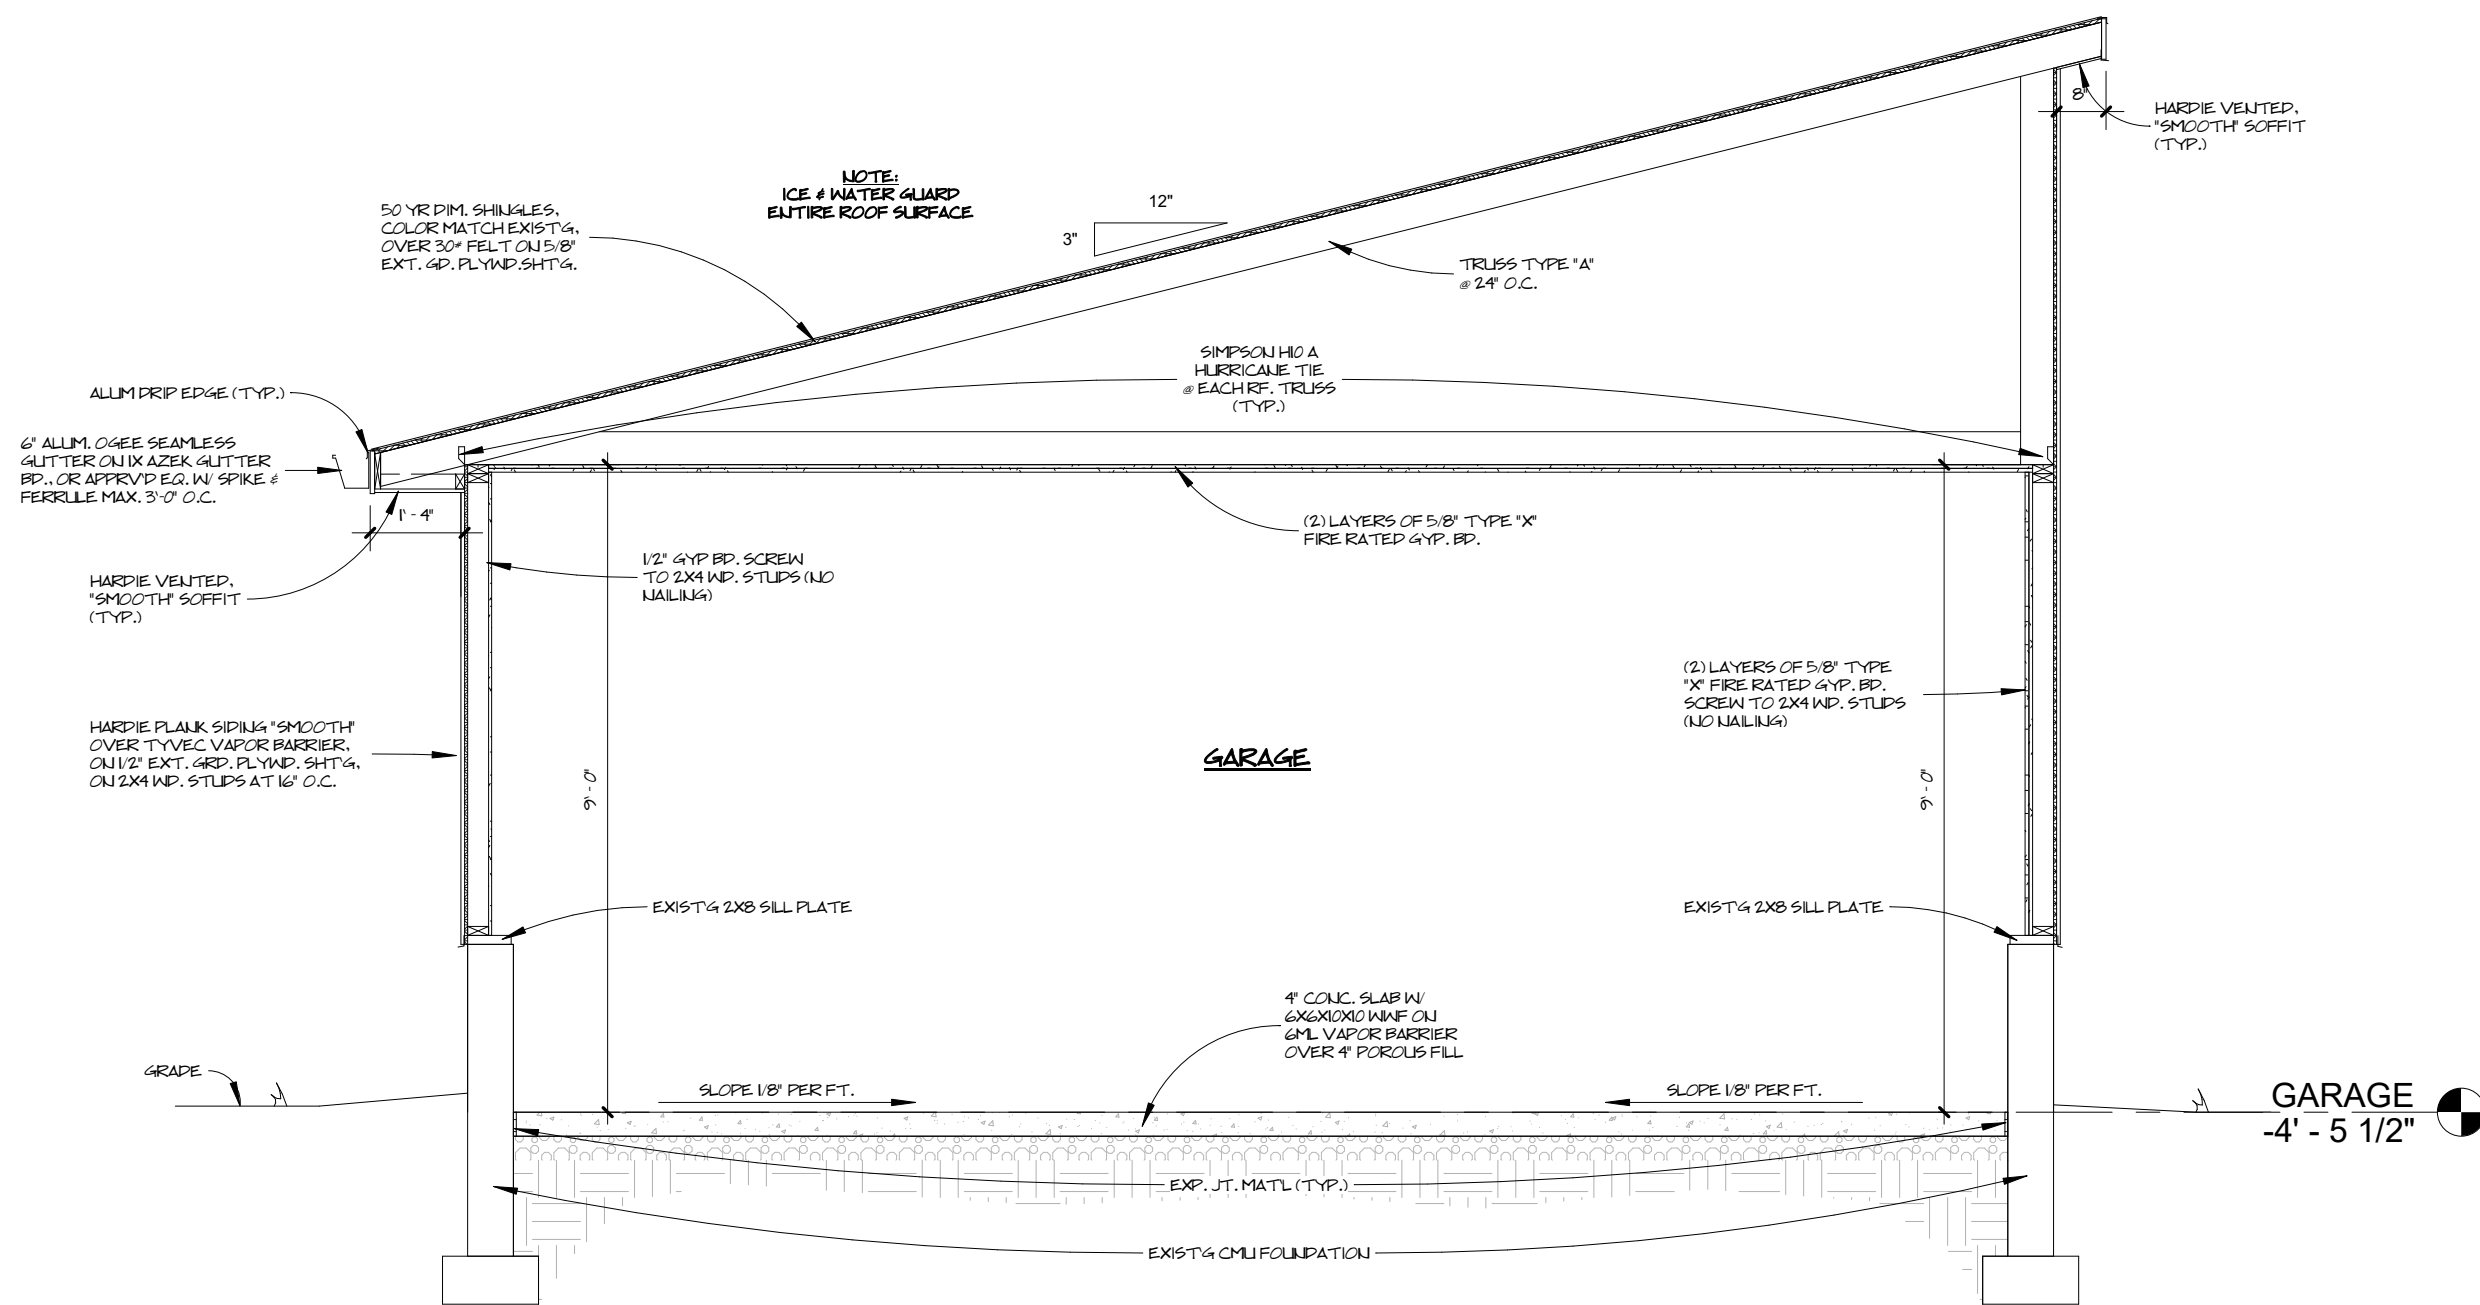 8"
HARDIE VENTED,
"SMOOTH" SOFFIT
(TYP.)
NOTE:
ICE & WATER GUARD
ENTIRE ROOF SURFACE
50 YR DIM. SHINGLES,
COLOR MATCH EXIST'G,
OVER 30# FELT ON 5/8"
EXT. GD. PLYWD.SHT'G.
12"
3"
TRUSS TYPE "A"
@ 24" O.C.
SIMPSON H10 A
HURRICANE TIE
@ EACH RF. TRUSS
(TYP.)
ALUM DRIP EDGE (TYP.)
6" ALUM. OGEE SEAMLESS
GUTTER ON 1X AZEK GUTTER
BD., OR APPRV'D EQ. W/ SPIKE &
FERRULE MAX. 3'-0" O.C.
1' - 4"
(2) LAYERS OF 5/8" TYPE "X"
FIRE RATED GYP. BD.
1/2" GYP BD. SCREW
TO 2X4 WD. STUDS (NO
NAILING)
HARDIE VENTED,
"SMOOTH" SOFFIT
(TYP.)
(2) LAYERS OF 5/8" TYPE
"X" FIRE RATED GYP. BD.
SCREW TO 2X4 WD. STUDS
(NO NAILING)
HARDIE PLANK SIDING "SMOOTH"
OVER TYVEC VAPOR BARRIER,
ON 1/2" EXT. GRD. PLYWD. SHT'G,
ON 2X4 WD. STUDS AT 16" O.C.
GARAGE
9' - 0"
9' - 0"
EXIST'G 2X8 SILL PLATE
EXIST'G 2X8 SILL PLATE
4" CONC. SLAB W/
6X6X10X10 WWF ON
6ML VAPOR BARRIER
OVER 4" POROUS FILL
GRADE
SLOPE 1/8" PER FT.
SLOPE 1/8" PER FT.
GARAGE
-4' - 5 1/2"
EXP. JT. MAT'L (TYP.)
EXIST'G CMU FOUNDATION